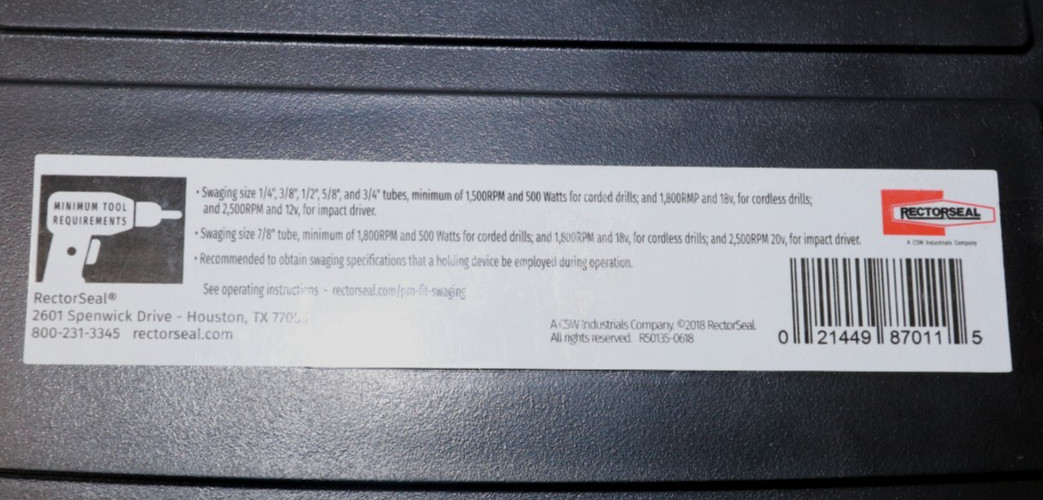 MINIMUM TOOL
REQUIREMENTS
• Swaging size 1/4", 3/8", 1/2", 5/8", and 3/4" tubes, minimum of 1,500RPM and 500 Watts for corded drills; and 1,800RMP and 18v, for cordless drills;
and 2,500RPM and 12v, for impact driver.
• Swaging size 7/8" tube, minimum of 1,800RPM and 500 Watts for corded drills; and 1,800RPM and 18v, for cordless drills; and 2,500RPM 20v, for impact driver.
• Recommended to obtain swaging specifications that a holding device be employed during operation.
See operating instructions - rectorseal.com/pro-fit-swaging
RectorSeal®
2601 Spenwick Drive - Houston, TX
800-231-3345 rectorseal.com
A CSW Industrials Company. ©2018 RectorSeal.
All rights reserved. R50135-0618
RECTORSEAL
A CSW Industrials Company
0 21449 87011 5